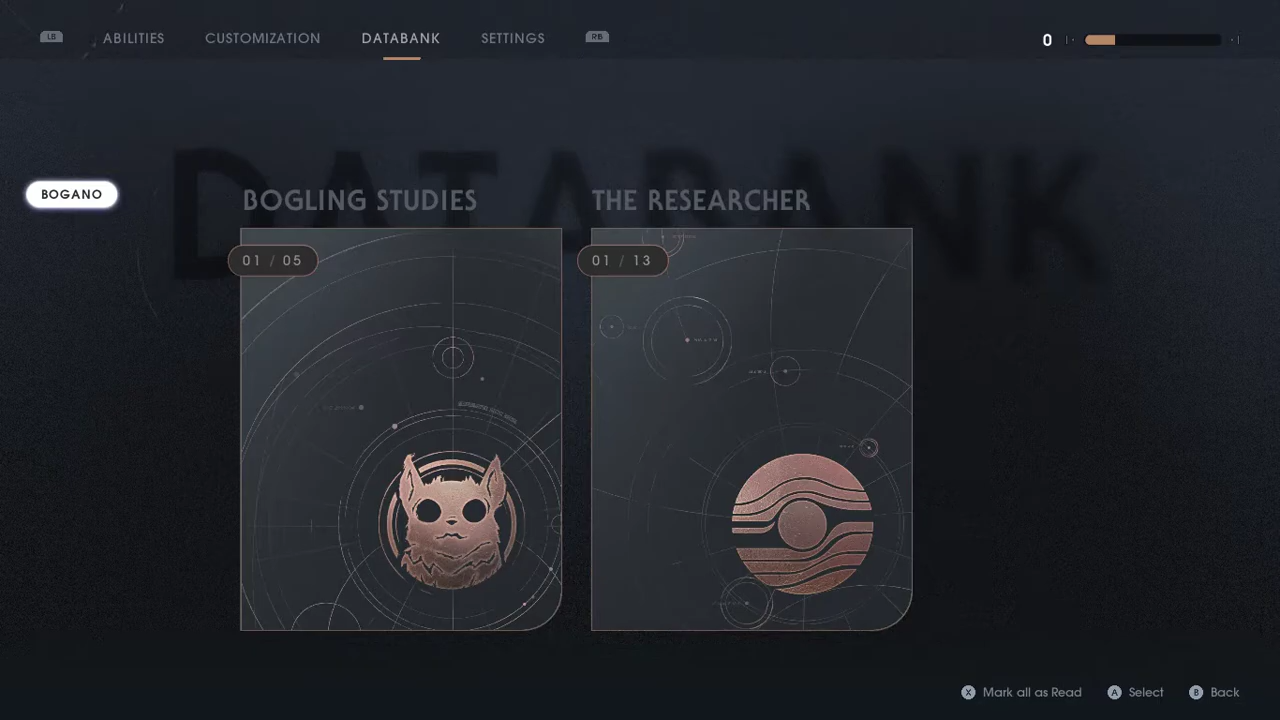 LB ABILITIES CUSTOMIZATION DATABANK SETTINGS RB 0
DATABANK
BOGANO
BOGLING STUDIES THE RESEARCHER
01 / 05 01 / 13
X Mark all as Read A Select B Back